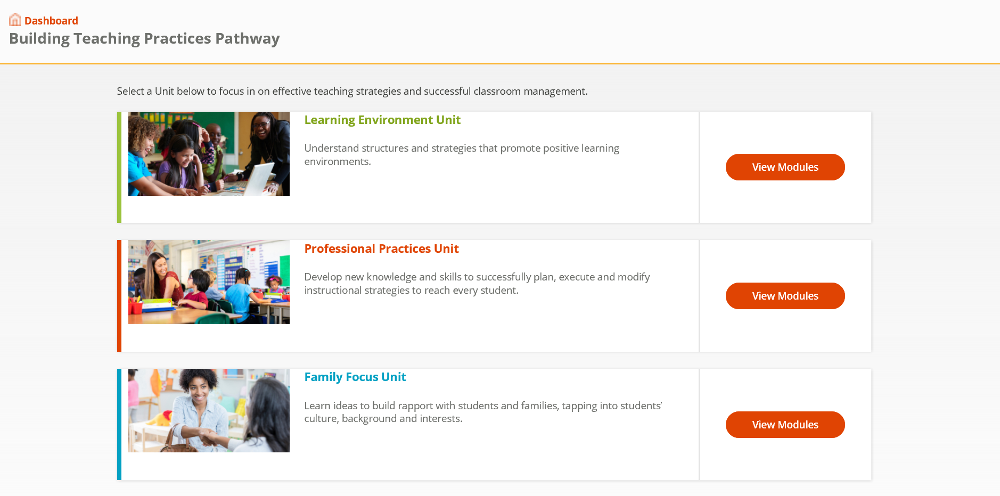 Dashboard
Building Teaching Practices Pathway
Select a Unit below to focus in on effective teaching strategies and successful classroom management.
Learning Environment Unit
Understand structures and strategies that promote positive learning
environments.
View Modules
Professional Practices Unit
Develop new knowledge and skills to successfully plan, execute and modify
instructional strategies to reach every student.
View Modules
Family Focus Unit
Learn ideas to build rapport with students and families, tapping into students’
culture, background and interests.
View Modules